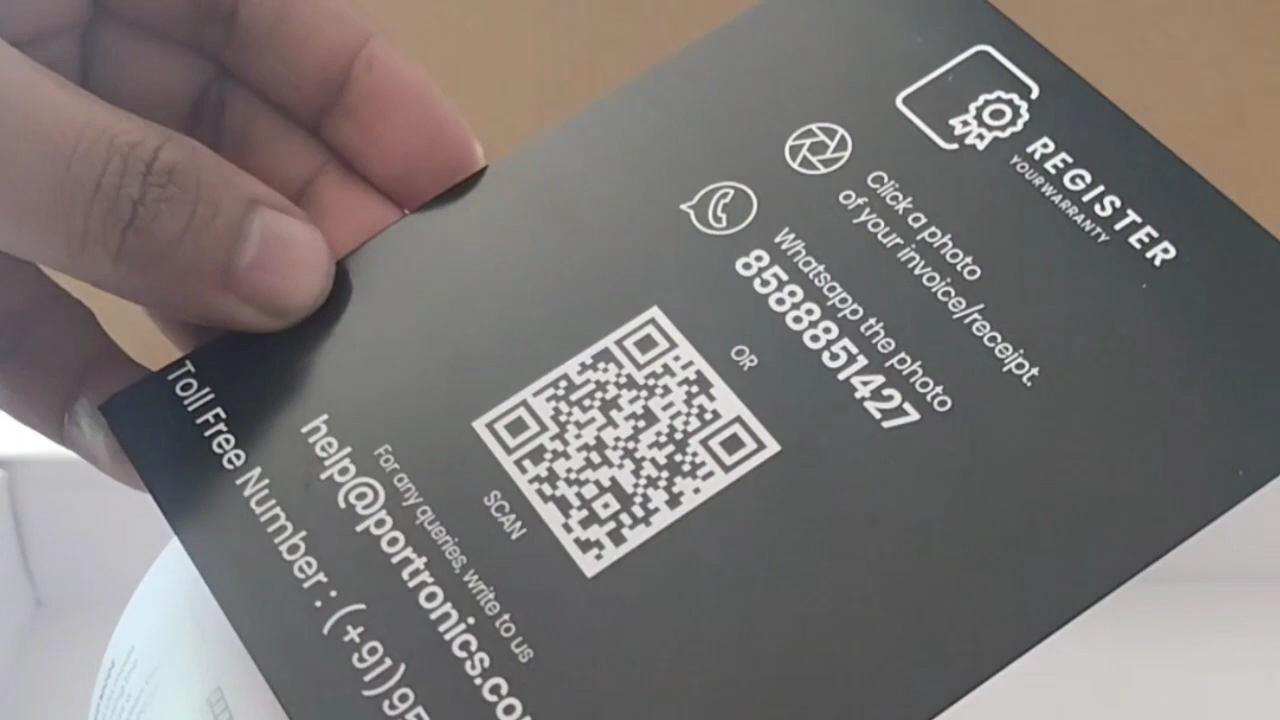 REGISTER
YOUR WARRANTY
Click a photo
of your invoice/receipt.
Whatsapp the photo
8588851427
OR
SCAN
For any queries, write to us
help@portronics.co
Toll Free Number : (+91)95